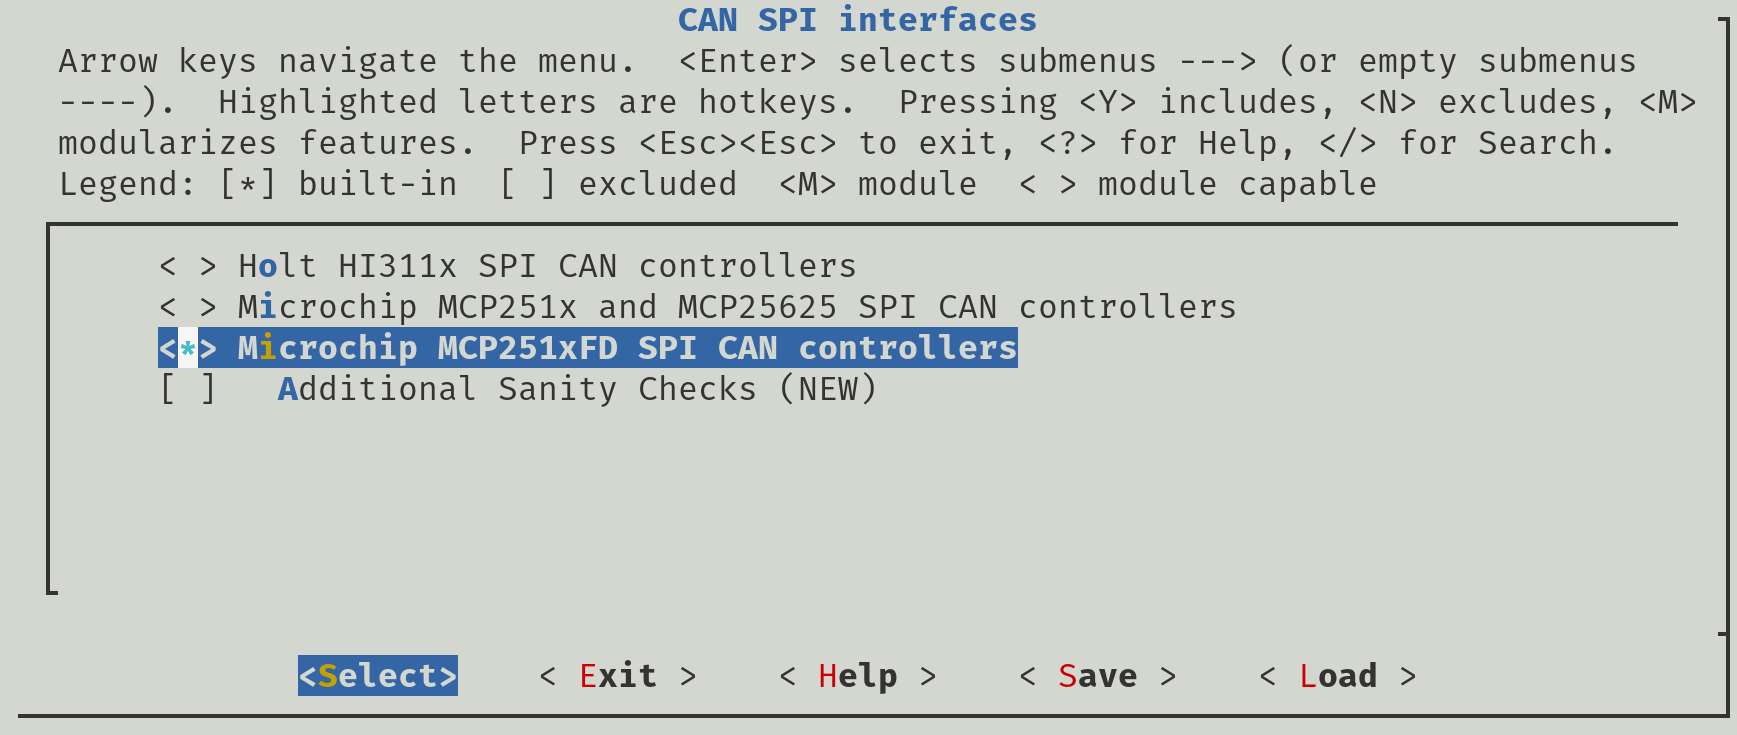 CAN SPI interfaces
Arrow keys navigate the menu.  <Enter> selects submenus ---> (or empty submenus
----).  Highlighted letters are hotkeys.  Pressing <Y> includes, <N> excludes, <M>
modularizes features.  Press <Esc><Esc> to exit, <?> for Help, </> for Search.
Legend: [*] built-in  [ ] excluded  <M> module  < > module capable
< > Holt HI311x SPI CAN controllers
< > Microchip MCP251x and MCP25625 SPI CAN controllers
<*> Microchip MCP251xFD SPI CAN controllers
[ ]   Additional Sanity Checks (NEW)
<Select>    < Exit >    < Help >    < Save >    < Load >